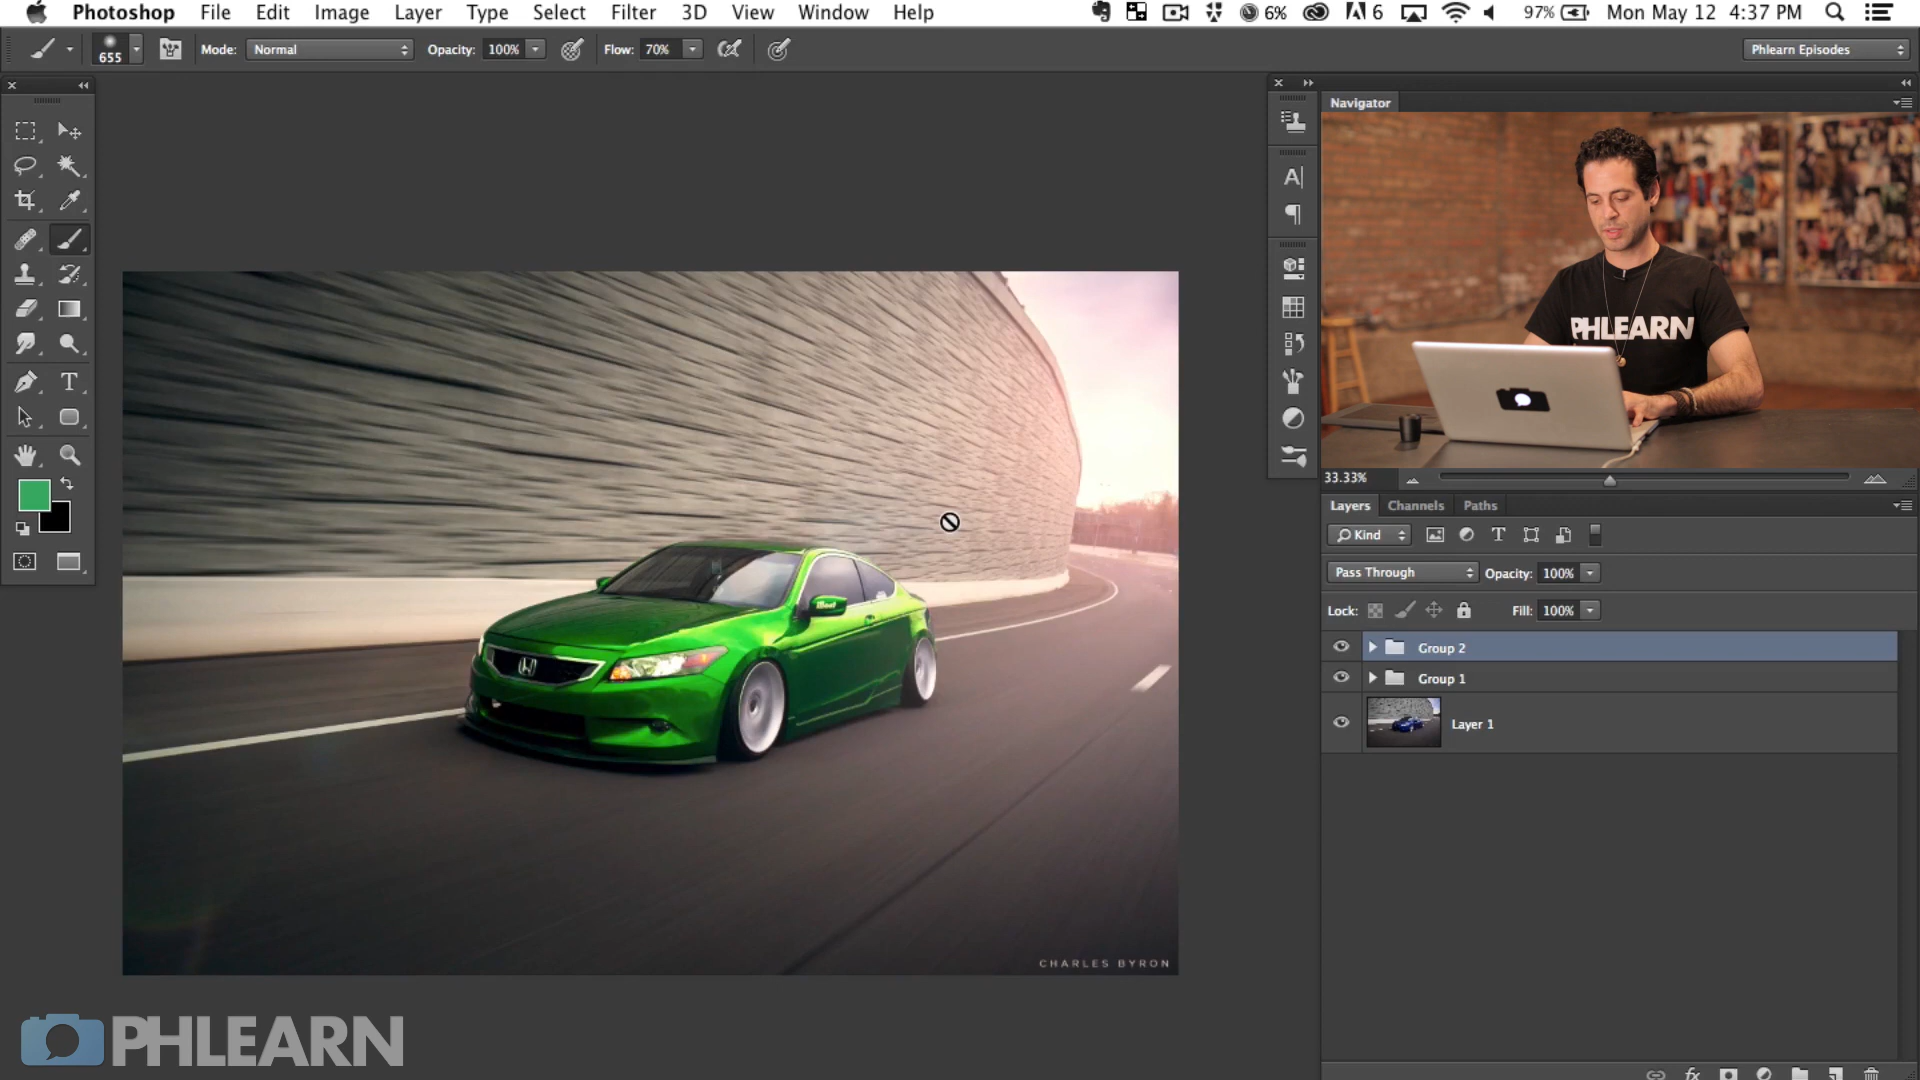 Photoshop File Edit Image Layer Type Select Filter 3D View Window Help 6% 6 97% Mon May 12 4:37 PM
655 Mode: Normal Opacity: 100% Flow: 70% Phlearn Episodes
Navigator
A
PHLEARN
T
33.33%
Layers Channels Paths
Kind T
Pass Through Opacity: 100%
Lock: Fill: 100%
Group 2
Group 1
Layer 1
CHARLES BYRON
PHLEARN
fx